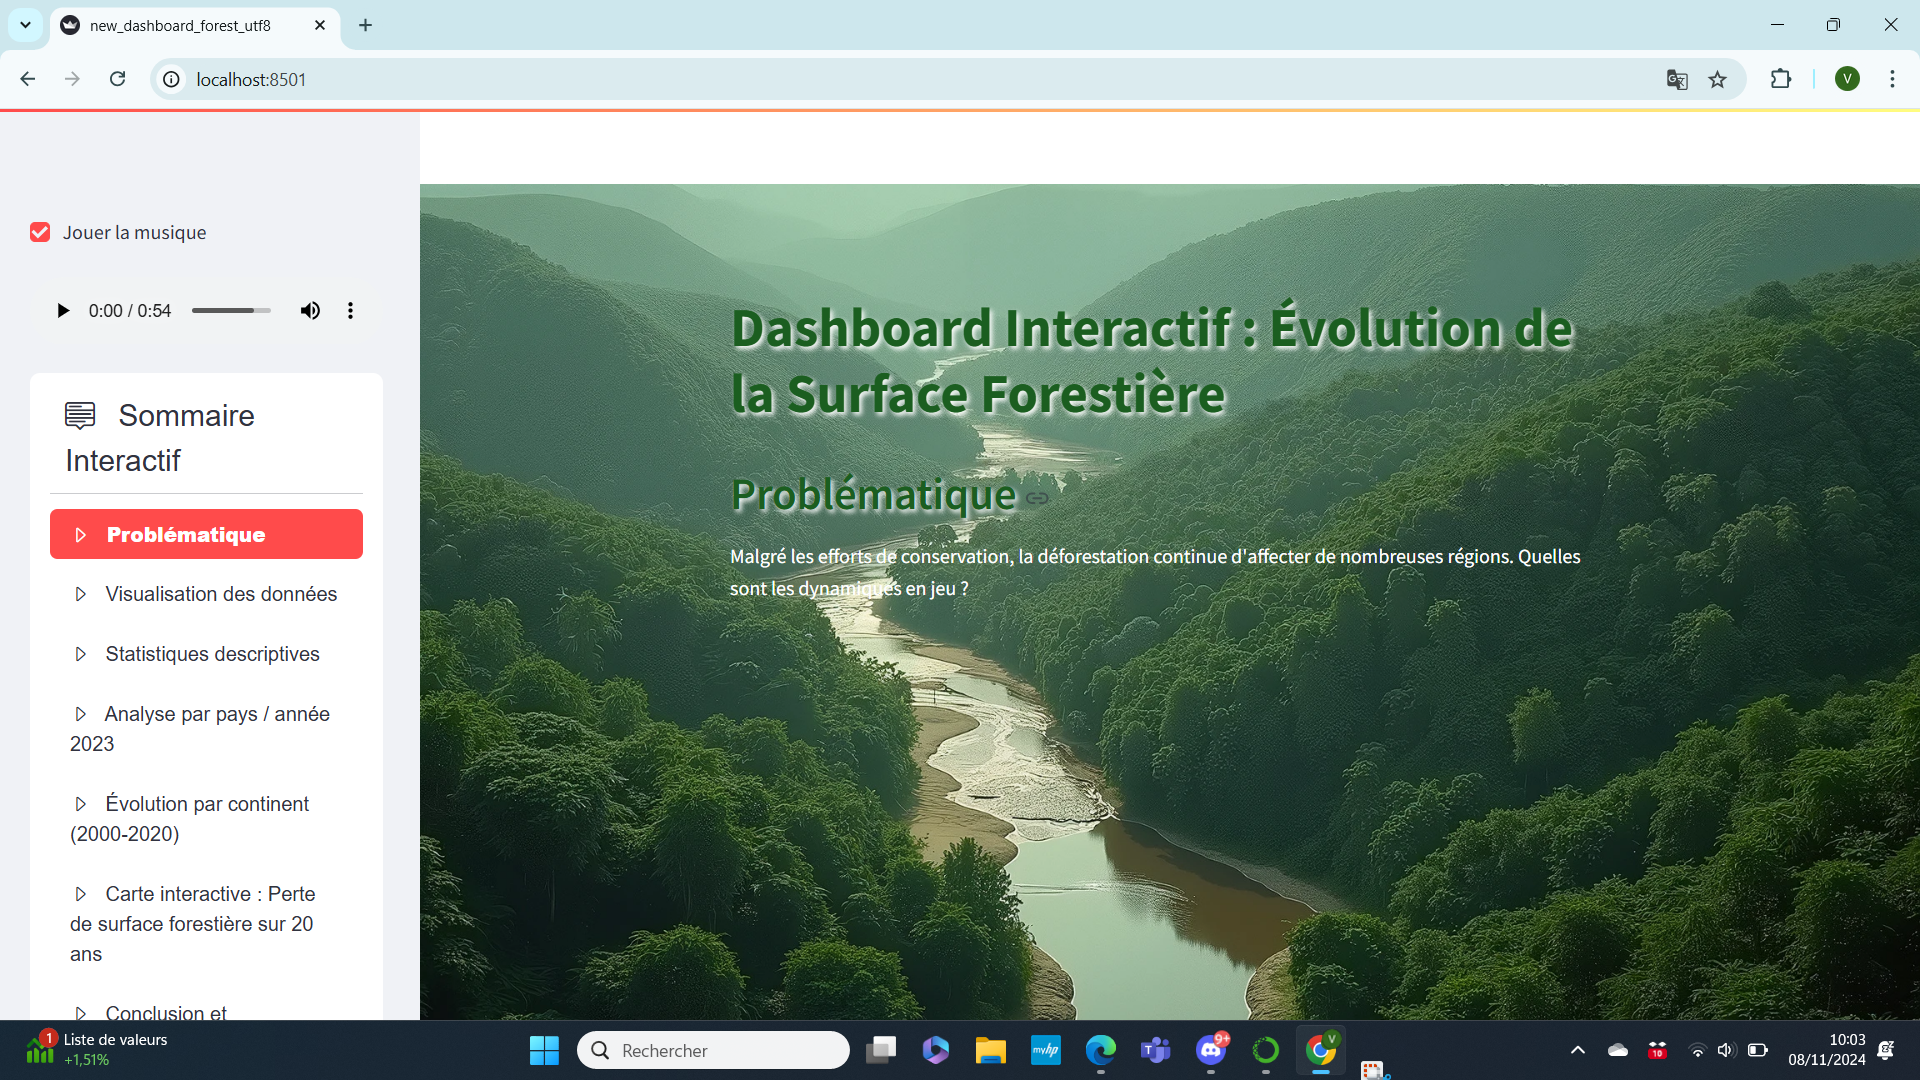 new_dashboard_forest_utf8
localhost:8501
V
Jouer la musique
0:00 / 0:54
Sommaire
Interactif
Problématique
Visualisation des données
Statistiques descriptives
Analyse par pays / année
2023
Évolution par continent
(2000-2020)
Carte interactive : Perte
de surface forestière sur 20
ans
Conclusion et
Dashboard Interactif : Évolution de
la Surface Forestière
Problématique
Malgré les efforts de conservation, la déforestation continue d'affecter de nombreuses régions. Quelles
sont les dynamiques en jeu ?
1
Liste de valeurs
+1,51%
Rechercher
myhp
T
9+
V
10
10:03
08/11/2024